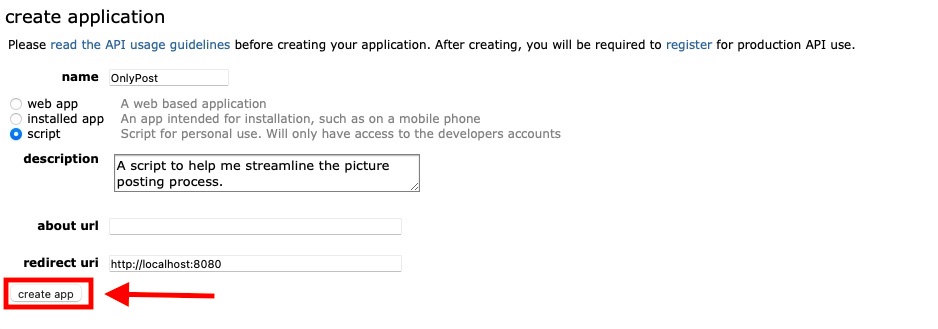 create application
Please read the API usage guidelines before creating your application. After creating, you will be required to register for production API use.
name OnlyPost
web app A web based application
installed app An app intended for installation, such as on a mobile phone
script Script for personal use. Will only have access to the developers accounts
description A script to help me streamline the picture
posting process.
about url
redirect uri http://localhost:8080
create app